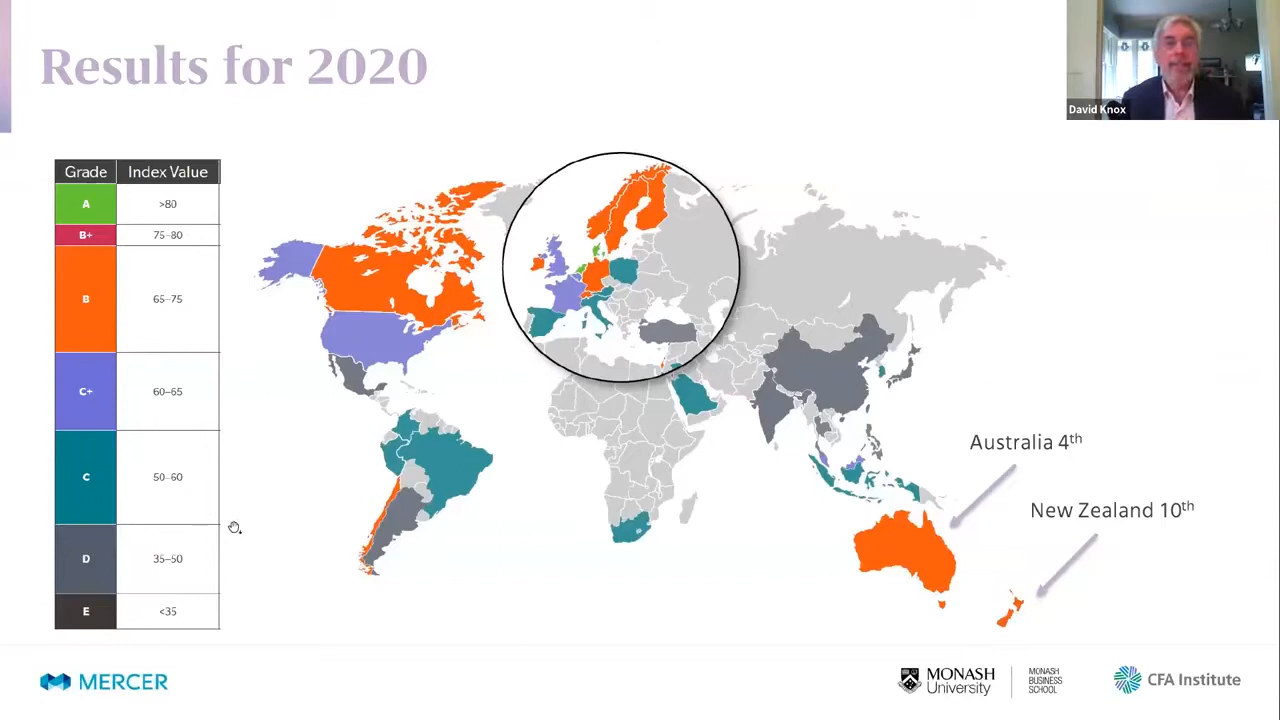 Results for 2020
David Knox
Grade Index Value
A >80
B+ 75–80
B 65–75
C+ 60–65
C 50–60
D 35–50
E <35
Australia 4th
New Zealand 10th
MERCER
MONASH University
MONASH BUSINESS SCHOOL
CFA Institute